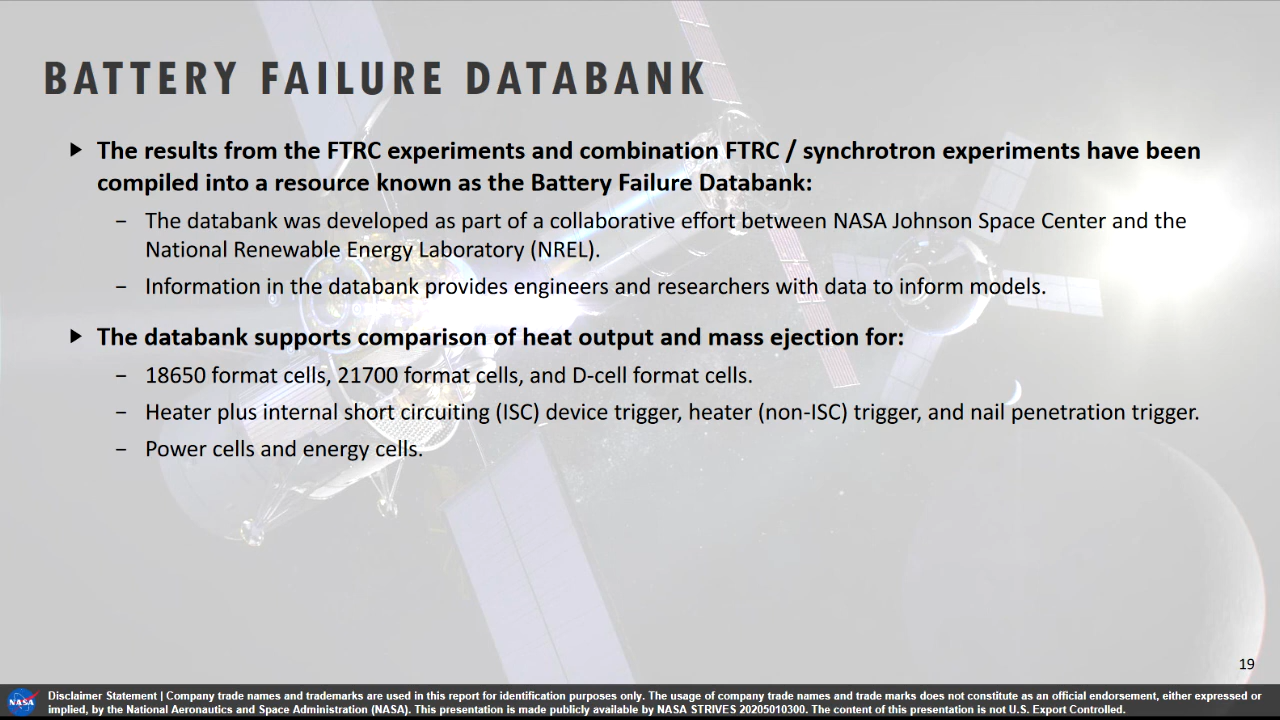 BATTERY FAILURE DATABANK
The results from the FTRC experiments and combination FTRC / synchrotron experiments have been
compiled into a resource known as the Battery Failure Databank:
– The databank was developed as part of a collaborative effort between NASA Johnson Space Center and the
National Renewable Energy Laboratory (NREL).
– Information in the databank provides engineers and researchers with data to inform models.
The databank supports comparison of heat output and mass ejection for:
– 18650 format cells, 21700 format cells, and D-cell format cells.
– Heater plus internal short circuiting (ISC) device trigger, heater (non-ISC) trigger, and nail penetration trigger.
– Power cells and energy cells.
19
NASA
Disclaimer Statement | Company trade names and trademarks are used in this report for identification purposes only. The usage of company trade names and trade marks does not constitute as an official endorsement, either expressed or
implied, by the National Aeronautics and Space Administration (NASA). This presentation is made publicly available by NASA STRIVES 20205010300. The content of this presentation is not U.S. Export Controlled.